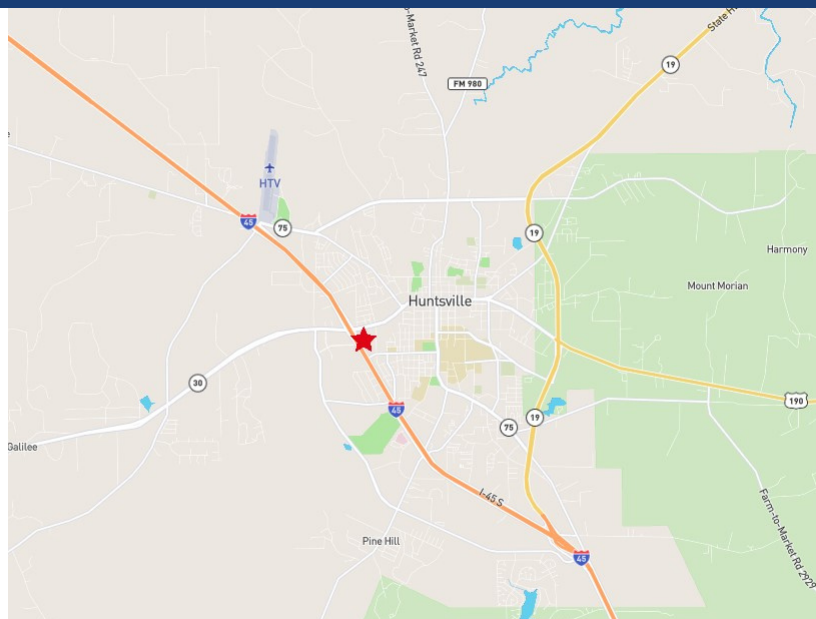 to-Market Rd 247
State H
19
FM 980
HTV
45
75
19
Harmony
Mount Morian
Huntsville
30
190
45
19
75
Galilee
I-45 S
Farm-to-Market Rd 2929
Pine Hill
45